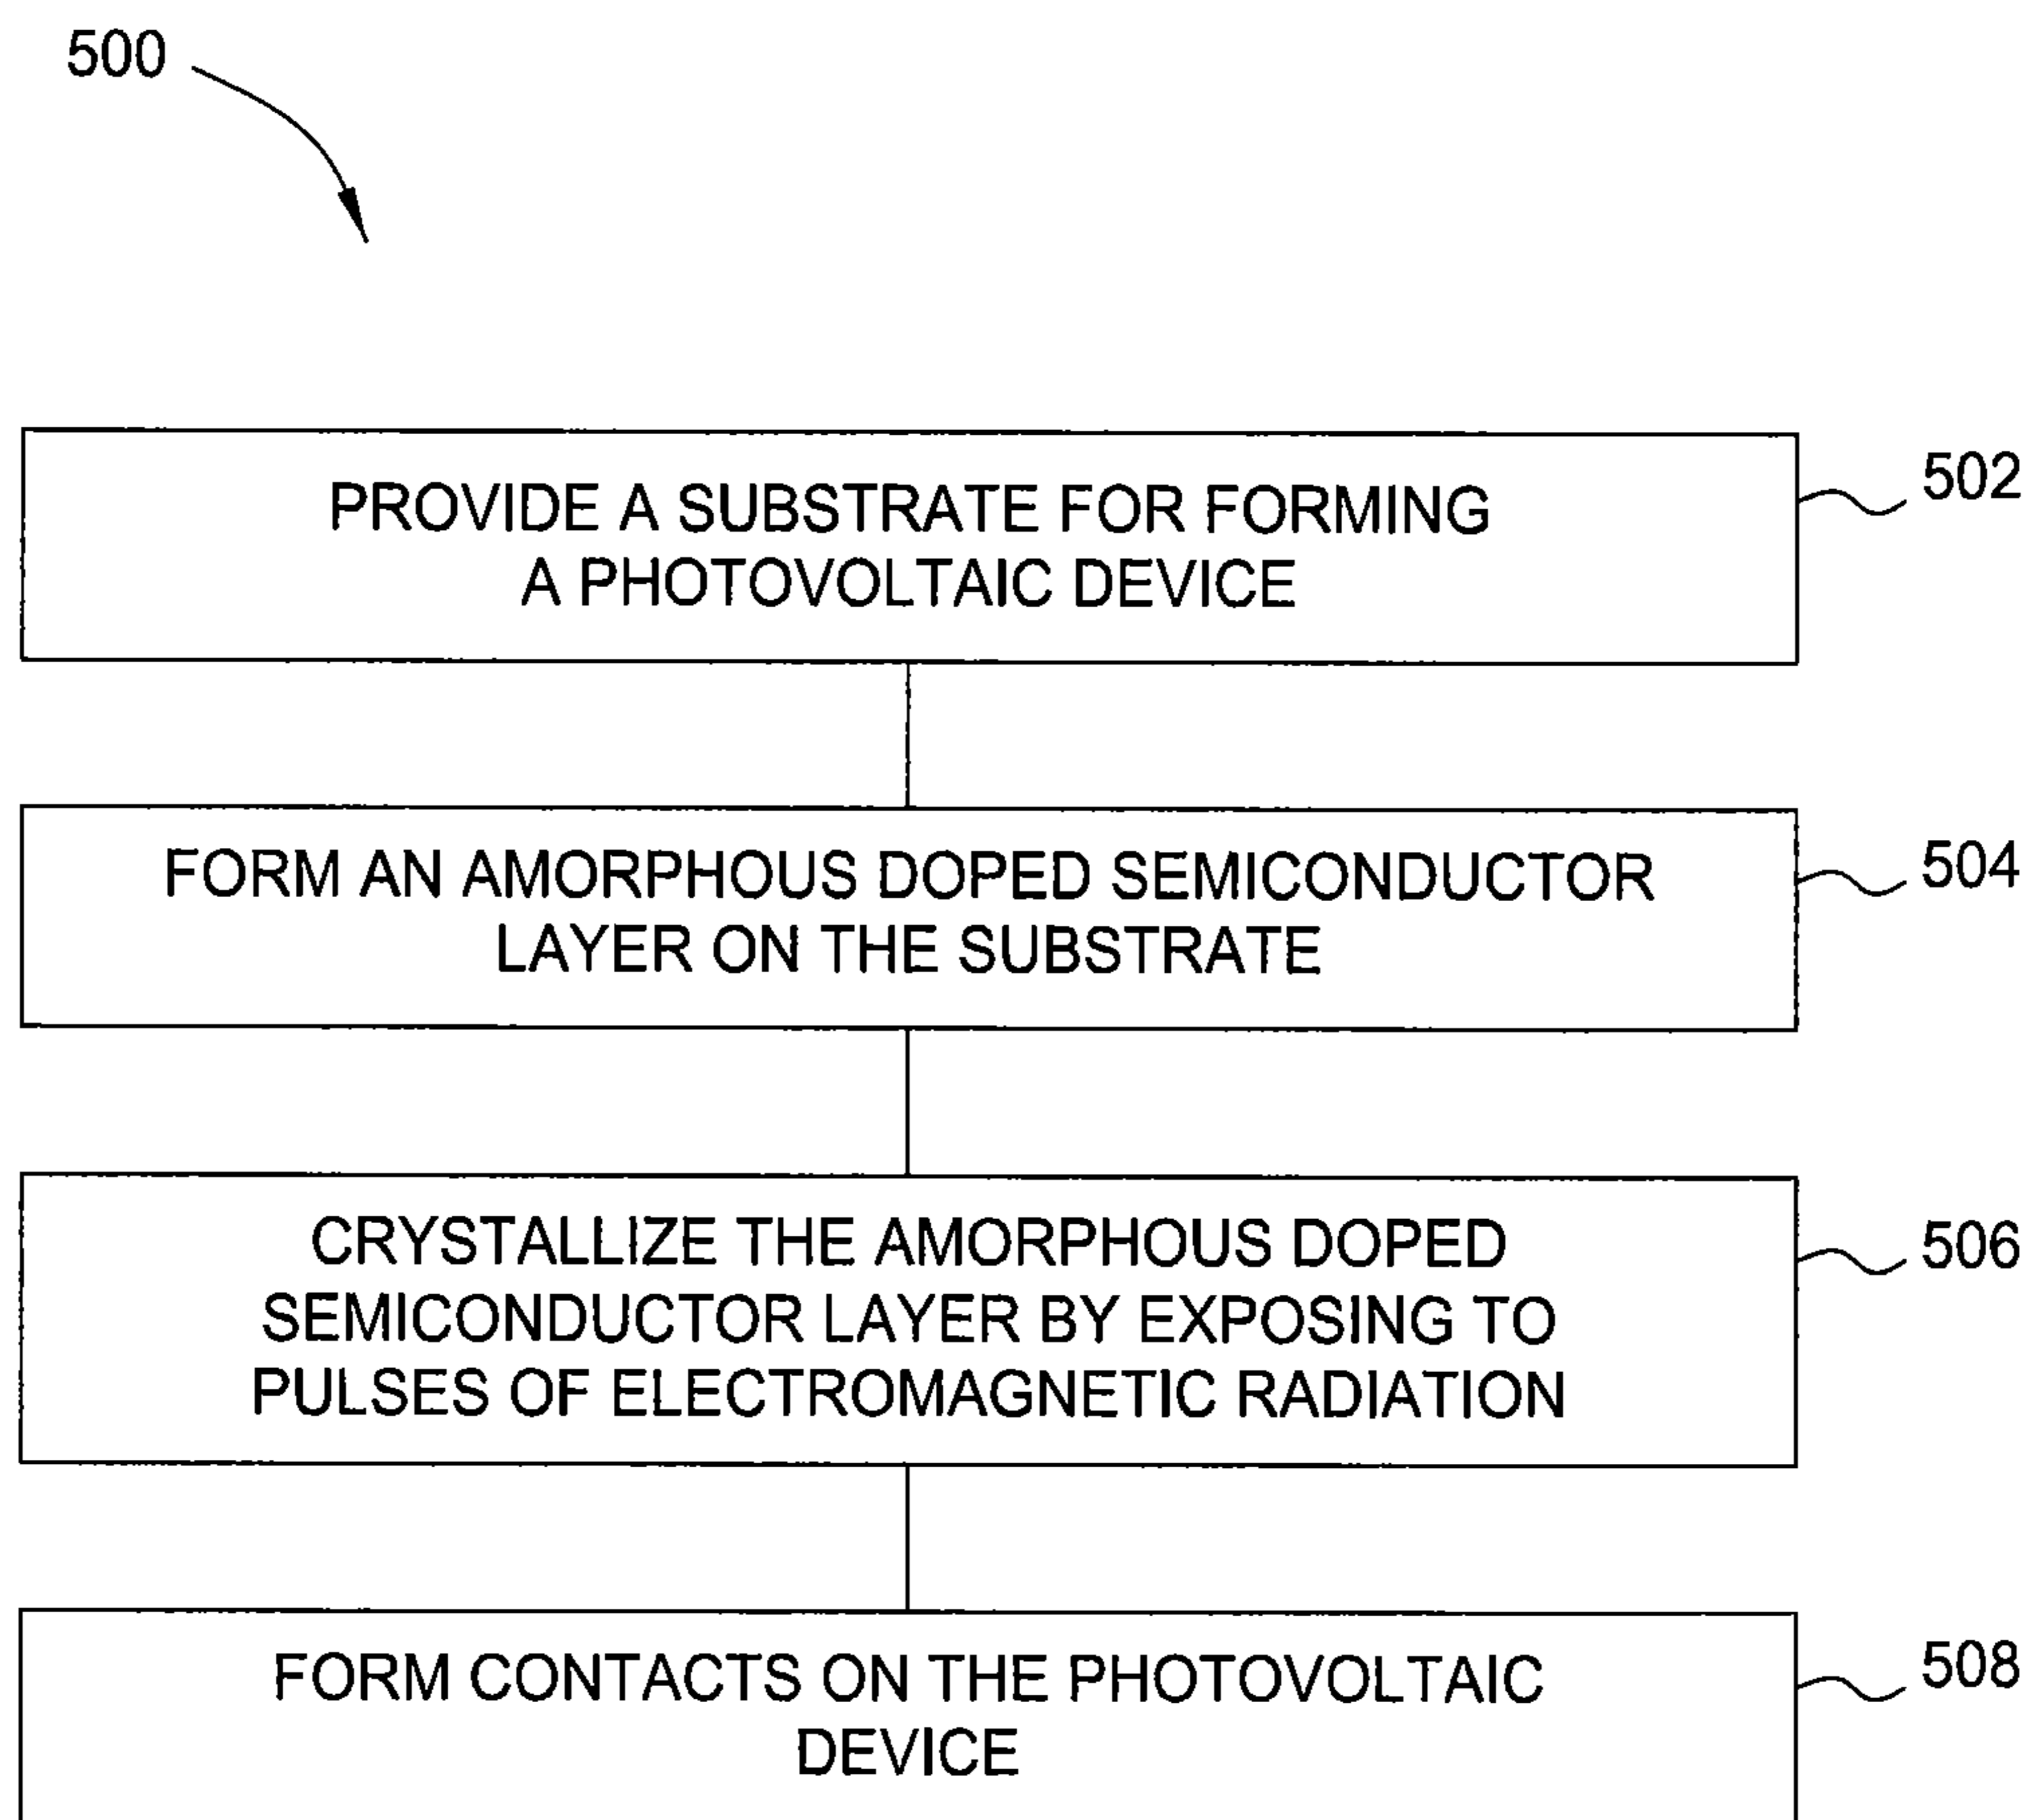 500
PROVIDE A SUBSTRATE FOR FORMING
A PHOTOVOLTAIC DEVICE
502
FORM AN AMORPHOUS DOPED SEMICONDUCTOR
LAYER ON THE SUBSTRATE
504
CRYSTALLIZE THE AMORPHOUS DOPED
SEMICONDUCTOR LAYER BY EXPOSING TO
PULSES OF ELECTROMAGNETIC RADIATION
506
FORM CONTACTS ON THE PHOTOVOLTAIC
DEVICE
508